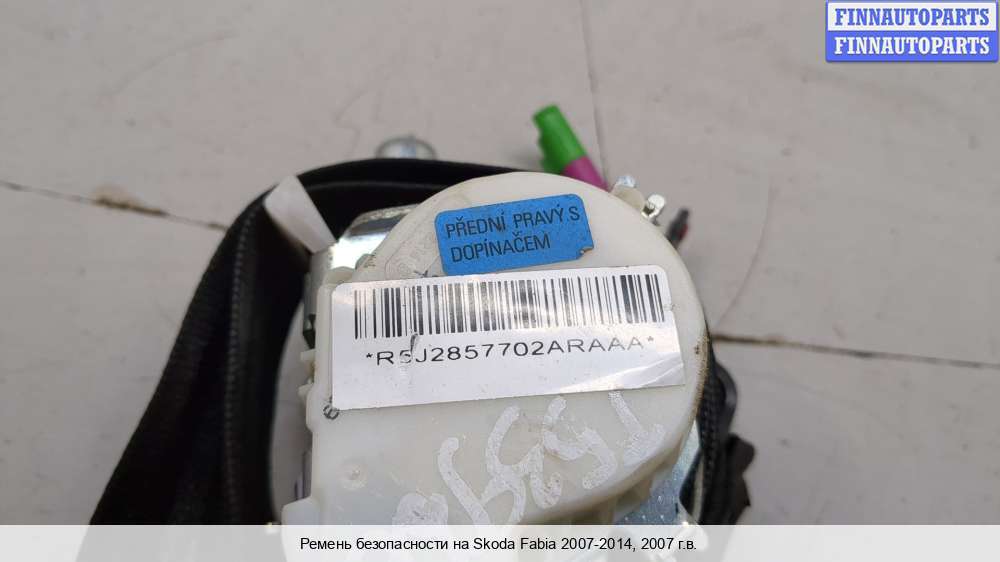 FINNAUTOPARTS
FINNAUTOPARTS
PŘEDNÍ PRAVÝ S
DOPÍNAČEM
*R5J2857702ARAAA*
Ремень безопасности на Skoda Fabia 2007-2014, 2007 г.в.